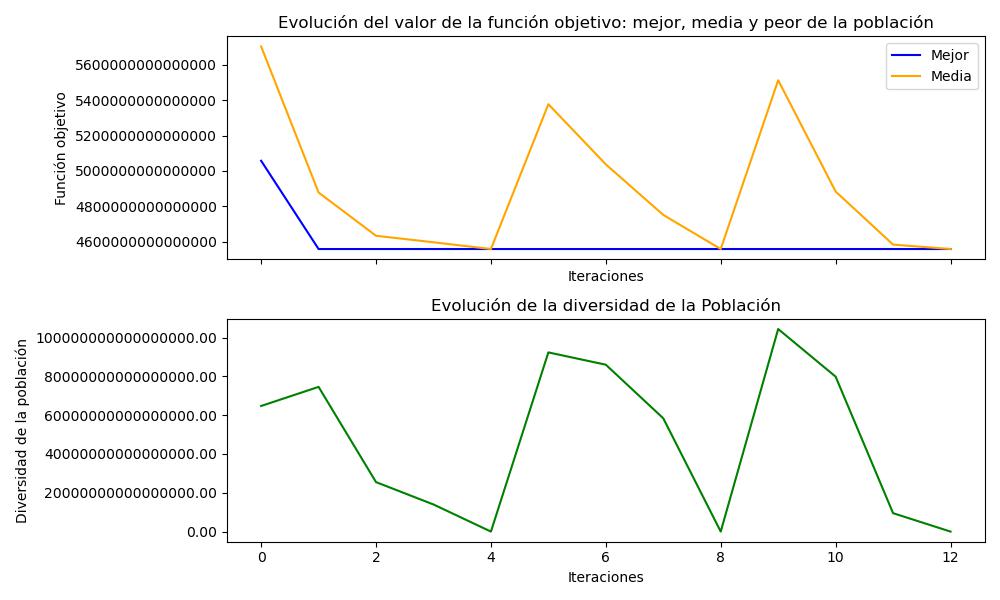 Evolución del valor de la función objetivo: mejor, media y peor de la población
Función objetivo
5600000000000000
5400000000000000
5200000000000000
5000000000000000
4800000000000000
4600000000000000
Mejor
Media
Iteraciones
Evolución de la diversidad de la Población
Diversidad de la población
100000000000000000.00
80000000000000000.00
60000000000000000.00
40000000000000000.00
20000000000000000.00
0.00
0 2 4 6 8 10 12
Iteraciones